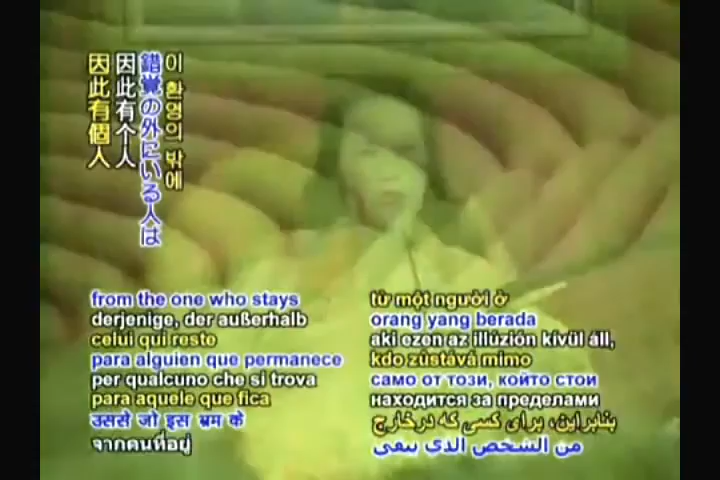 이 환영의 밖에
錯覚の外にいる人は
因此有个人
因此有個人
from the one who stays
derjenige, der außerhalb
celui qui reste
para alguien que permanece
per qualcuno che si trova
para aquele que fica
उससे जो इस भ्रम के
จากคนที่อยู่
từ một người ở
orang yang berada
aki ezen az illúzión kívül áll,
kdo zůstává mimo
само от този, който стои
находится за пределами
بنابراین، برای کسی که درخارج
من الشخص الذي يبقى